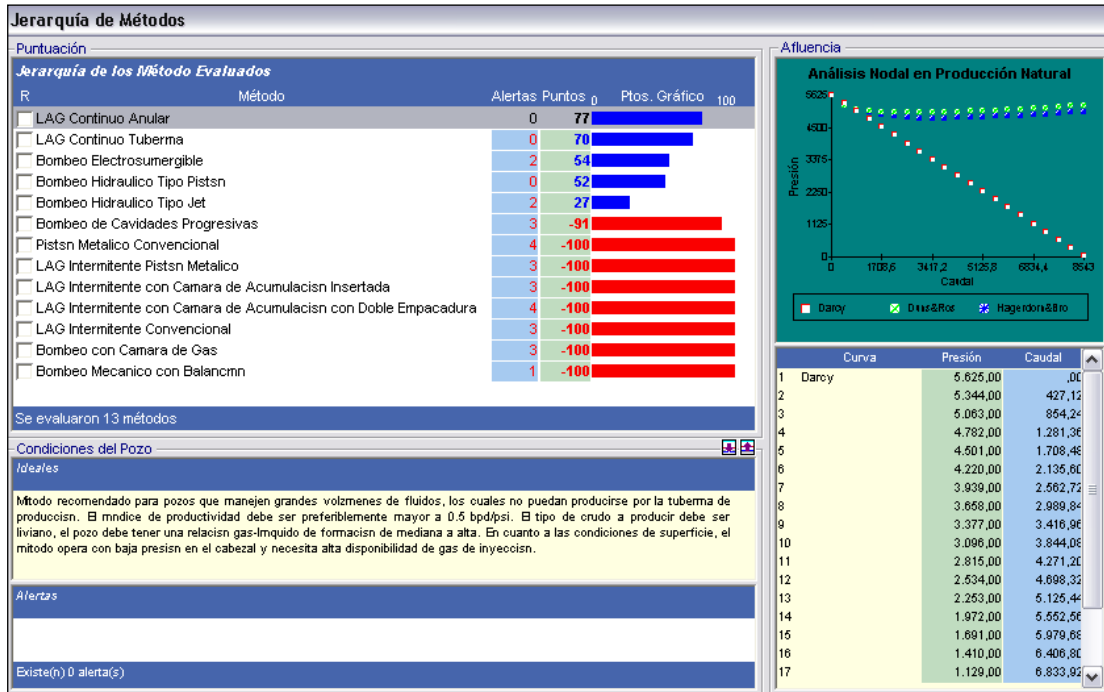 Jerarquía de Métodos
Puntuación
Jerarquía de los Método Evaluados
R Método Alertas Puntos 0 Ptos. Gráfico 100
LAG Continuo Anular 0 77
LAG Continuo Tuberma 0 70
Bombeo Electrosumergible 2 54
Bombeo Hidraulico Tipo Pistsn 0 52
Bombeo Hidraulico Tipo Jet 2 27
Bombeo de Cavidades Progresivas 3 -91
Pistsn Metalico Convencional 4 -100
LAG Intermitente Pistsn Metalico 3 -100
LAG Intermitente con Camara de Acumulacisn Insertada 3 -100
LAG Intermitente con Camara de Acumulacisn con Doble Empacadura 4 -100
LAG Intermitente Convencional 3 -100
Bombeo con Camara de Gas 3 -100
Bombeo Mecanico con Balancmn 1 -100
Se evaluaron 13 métodos
Condiciones del Pozo
Ideales
Mitodo recomendado para pozos que manejen grandes volzmenes de fluidos, los cuales no puedan producirse por la tuberma de
produccisn. El mndice de productividad debe ser preferiblemente mayor a 0.5 bpd/psi. El tipo de crudo a producir debe ser
liviano, el pozo debe tener una relacisn gas-lmquido de formacisn de mediana a alta. En cuanto a las condiciones de superficie, el
mitodo opera con baja presisn en el cabezal y necesita alta disponibilidad de gas de inyeccisn.
Alertas
Existe(n) 0 alerta(s)
Afluencia
Análisis Nodal en Producción Natural
Presión
5625
4500
3375
2250
1125
0
0 1708,6 3417,2 5125,8 6834,4 8543
Caudal
Darcy Duns&Ros Hagerdorn&Bro
Curva Presión Caudal
1 Darcy 5.625,00 ,00
2 5.344,00 427,12
3 5.063,00 854,24
4 4.782,00 1.281,36
5 4.501,00 1.708,48
6 4.220,00 2.135,60
7 3.939,00 2.562,72
8 3.658,00 2.989,84
9 3.377,00 3.416,96
10 3.096,00 3.844,08
11 2.815,00 4.271,20
12 2.534,00 4.698,32
13 2.253,00 5.125,44
14 1.972,00 5.552,56
15 1.691,00 5.979,68
16 1.410,00 6.406,80
17 1.129,00 6.833,92